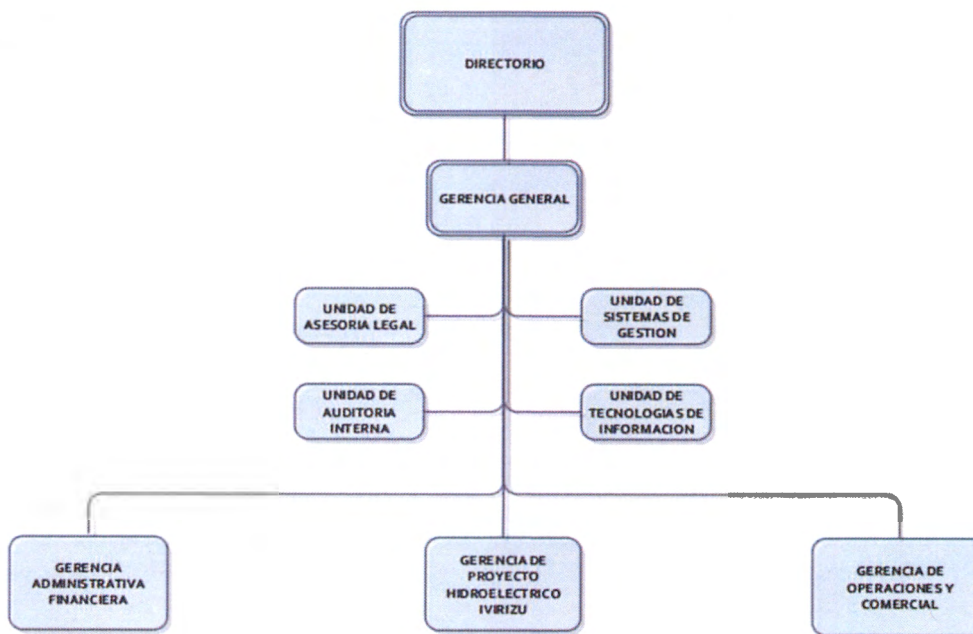 DIRECTORIO
GERENCIA GENERAL
UNIDAD DE
ASESORIA LEGAL
UNIDAD DE
SISTEMAS DE
GESTION
UNIDAD DE
AUDITORIA
INTERNA
UNIDAD DE
TECNOLOGIAS DE
INFORMACION
GERENCIA
ADMINISTRATIVA
FINANCIERA
GERENCIA DE
PROYECTO
HIDROELECTRICO
IVIRIZU
GERENCIA DE
OPERACIONES Y
COMERCIAL